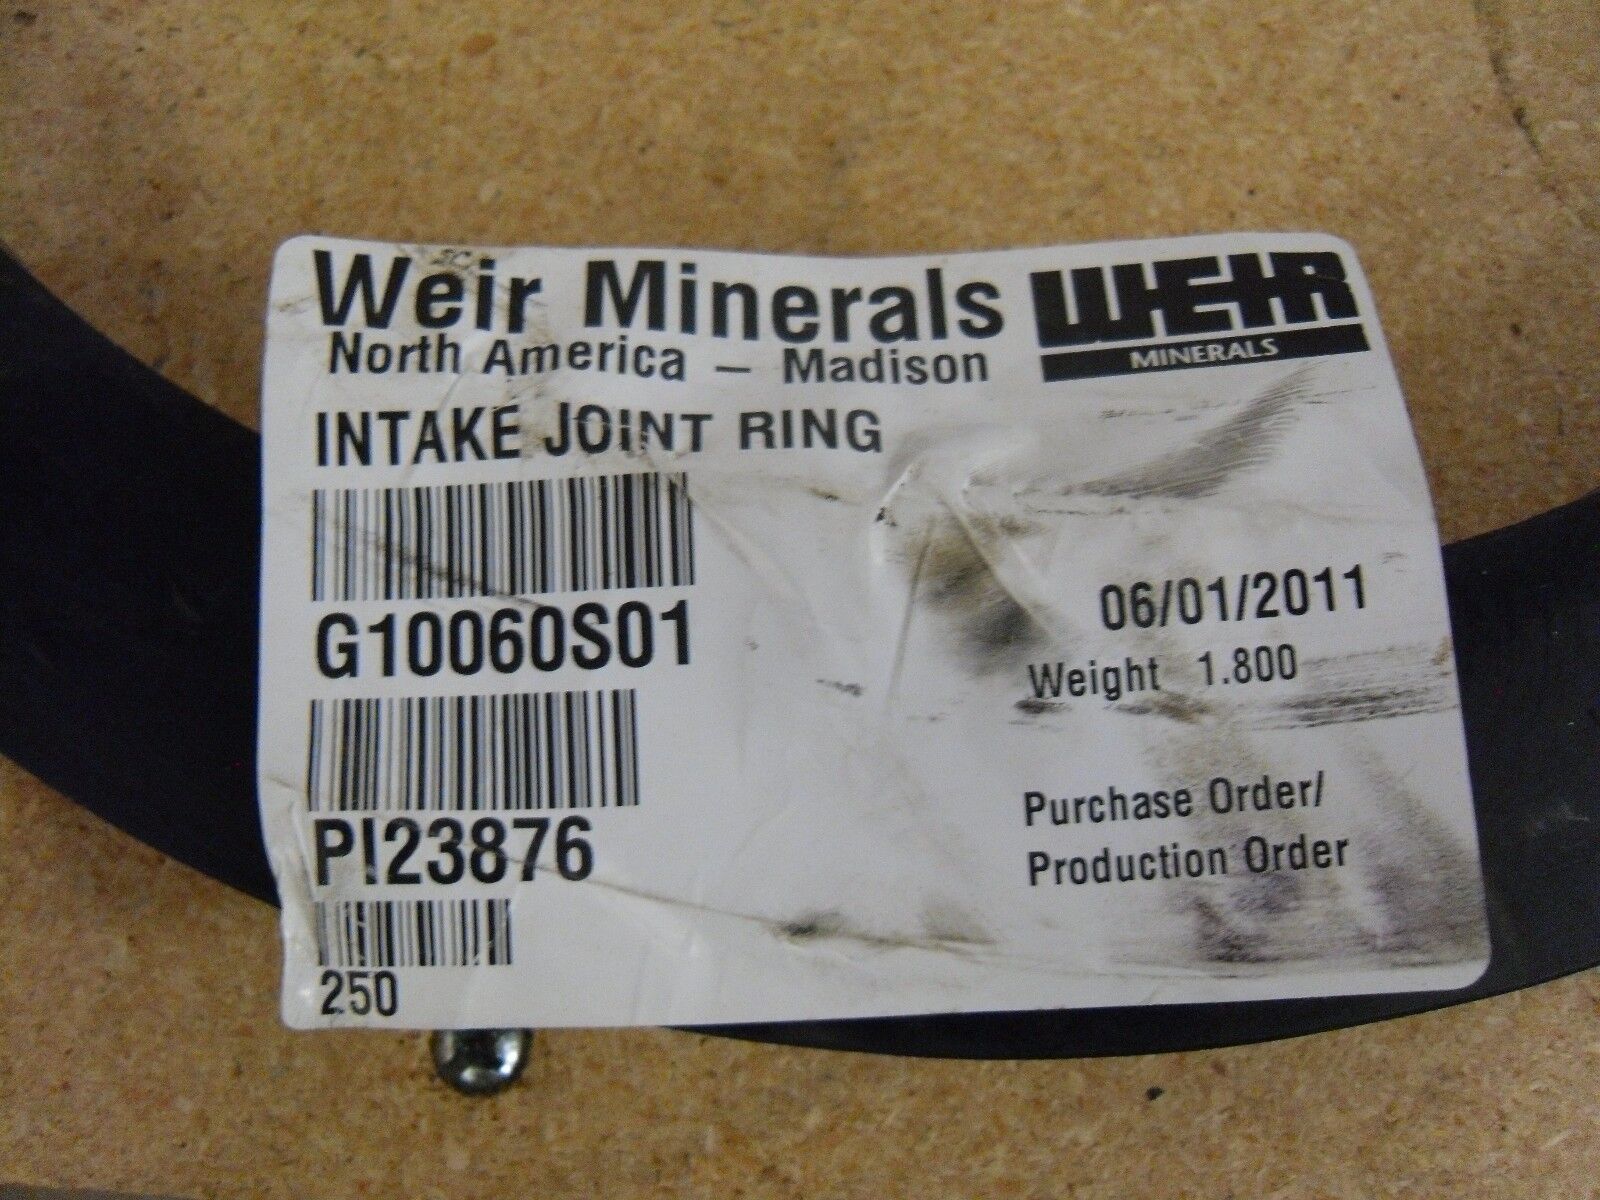 Weir Minerals
North America – Madison
WEIR
MINERALS
INTAKE JOINT RING
G10060S01
06/01/2011
Weight 1.800
PI23876
Purchase Order/
Production Order
250